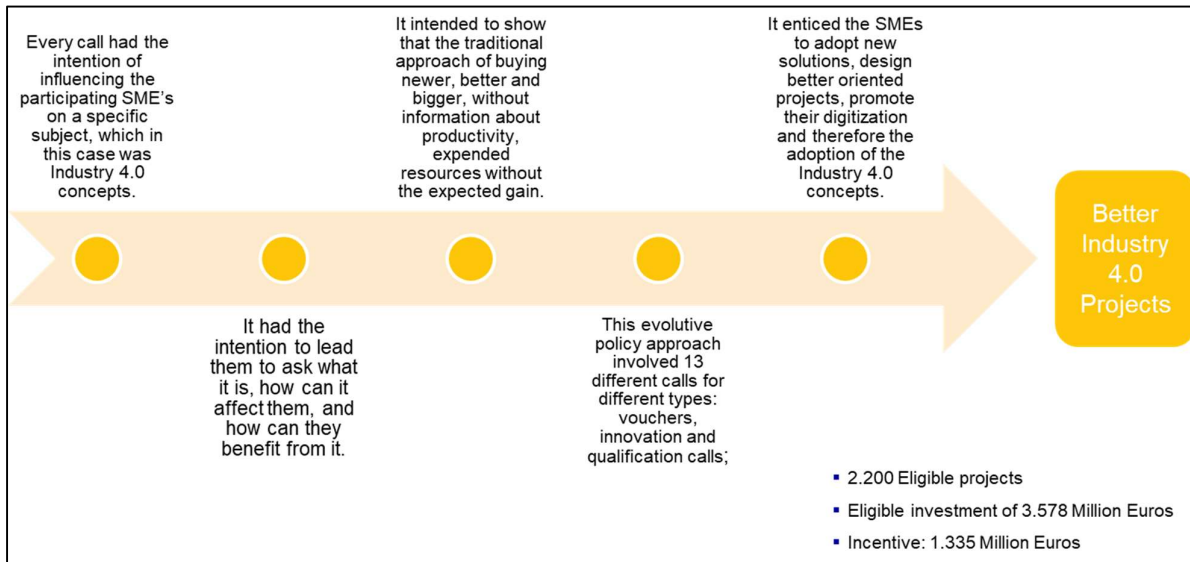 Every call had the
intention of
influencing the
participating SME's
on a specific
subject, which in
this case was
Industry 4.0
concepts.
It had the
intention to lead
them to ask what
it is, how can it
affect them, and
how can they
benefit from it.
It intended to show
that the traditional
approach of buying
newer, better and
bigger, without
information about
productivity,
expended
resources without
the expected gain.
This evolutive
policy approach
involved 13
different calls for
different types:
vouchers,
innovation and
qualification calls;
It enticed the SMEs
to adopt new
solutions, design
better oriented
projects, promote
their digitization
and therefore the
adoption of the
Industry 4.0
concepts.
Better
Industry
4.0
Projects
▪ 2.200 Eligible projects
▪ Eligible investment of 3.578 Million Euros
▪ Incentive: 1.335 Million Euros